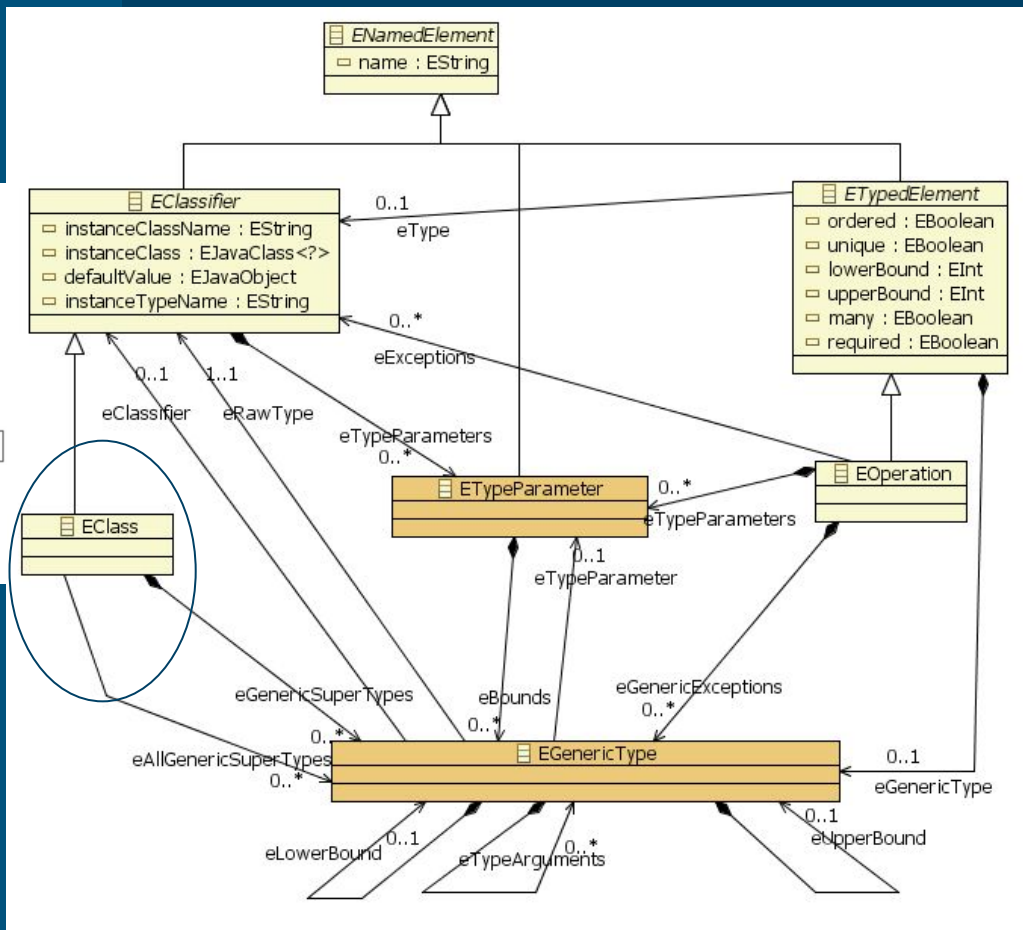 ENamedElement
name : EString
EClassifier
instanceClassName : EString
instanceClass : EJavaClass<?>
defaultValue : EJavaObject
instanceTypeName : EString
0..1
eType
ETypedElement
ordered : EBoolean
unique : EBoolean
lowerBound : EInt
upperBound : EInt
many : EBoolean
required : EBoolean
0..*
eExceptions
0..1
eClassifier
1..1
eRawType
eTypeParameters
0..*
ETypeParameter
0..*
eTypeParameters
EOperation
EClass
0..1
eTypeParameter
eGenericSuperTypes
0..*
eBounds
0..*
eGenericExceptions
0..*
eAllGenericSuperTypes
0..*
EGenericType
0..1
eGenericType
eLowerBound
0..1
eTypeArguments
0..*
0..1
eUpperBound